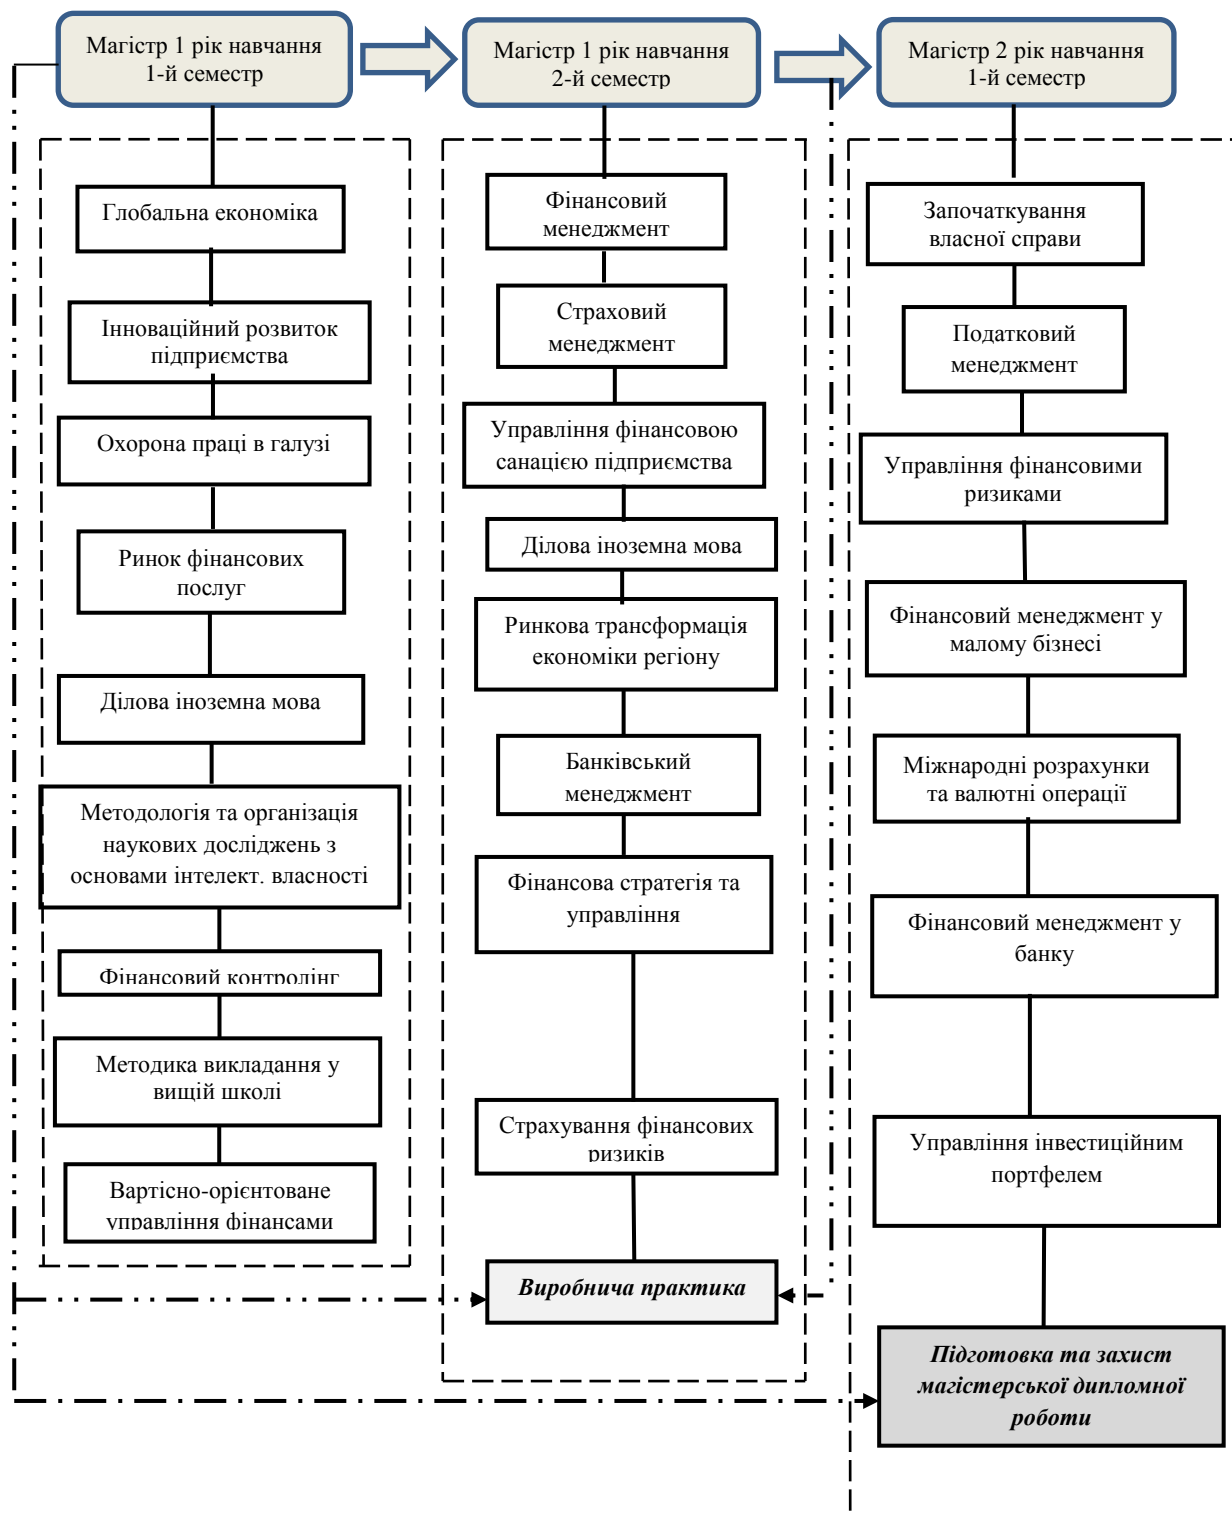 Магістр 1 рік навчання
1-й семестр
Магістр 1 рік навчання
2-й семестр
Магістр 2 рік навчання
1-й семестр
Глобальна економіка
Інноваційний розвиток
підприємства
Охорона праці в галузі
Ринок фінансових
послуг
Ділова іноземна мова
Методологія та організація
наукових досліджень з
основами інтелект. власності
Фінансовий контролінг
Методика викладання у
вищій школі
Вартісно-орієнтоване
управління фінансами
Фінансовий
менеджмент
Страховий
менеджмент
Управління фінансовою
санацією підприємства
Ділова іноземна мова
Ринкова трансформація
економіки регіону
Банківський
менеджмент
Фінансова стратегія та
управління
Страхування фінансових
ризиків
Виробнича практика
Започаткування
власної справи
Податковий
менеджмент
Управління фінансовими
ризиками
Фінансовий менеджмент у
малому бізнесі
Міжнародні розрахунки
та валютні операції
Фінансовий менеджмент у
банку
Управління інвестиційним
портфелем
Підготовка та захист
магістерської дипломної
роботи